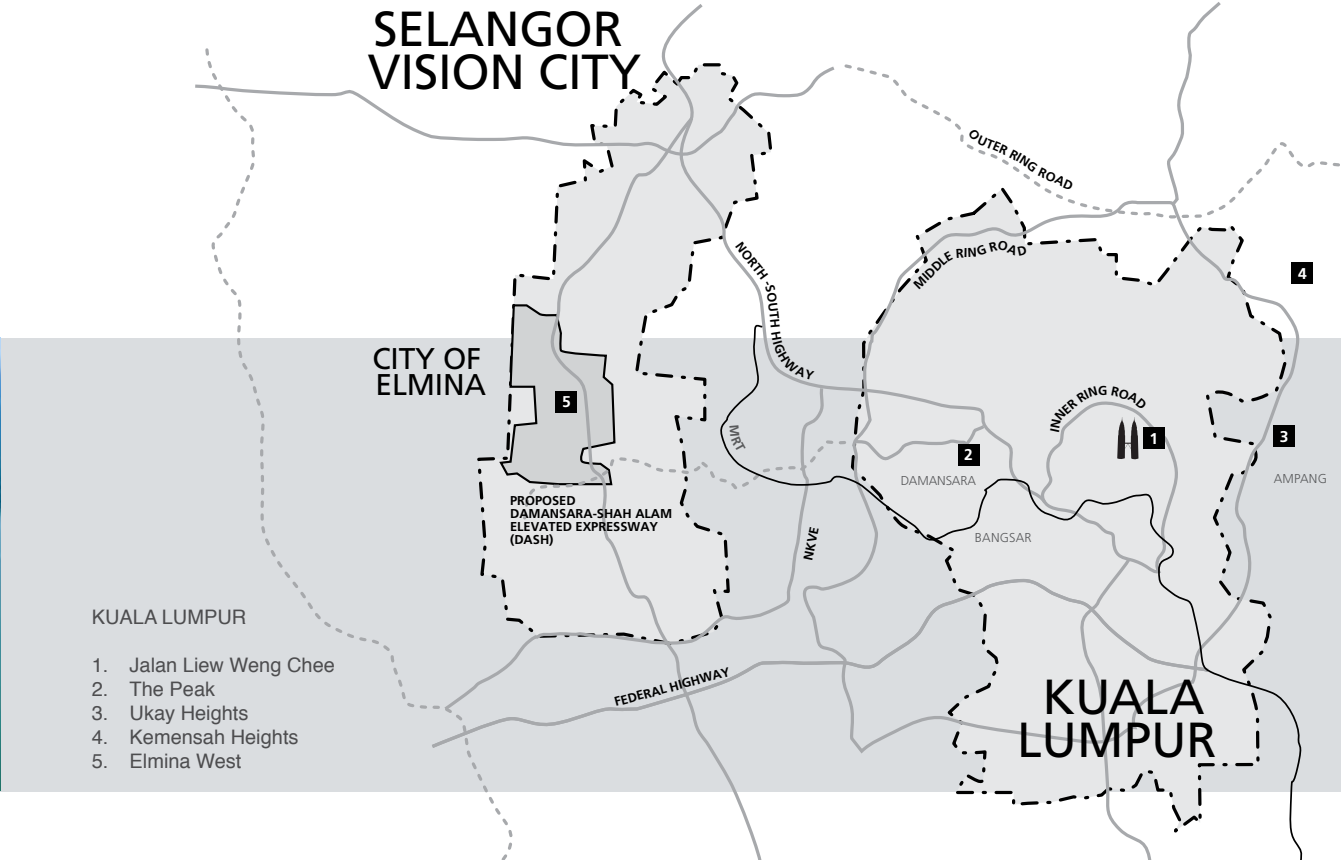 SELANGOR
VISION CITY
OUTER RING ROAD
MIDDLE RING ROAD
NORTH -SOUTH HIGHWAY
4
CITY OF
ELMINA
5
INNER RING ROAD
MRT
1
3
2
DAMANSARA
AMPANG
PROPOSED
DAMANSARA-SHAH ALAM
ELEVATED EXPRESSWAY
(DASH)
NKVE
BANGSAR
KUALA LUMPUR
1. Jalan Liew Weng Chee
2. The Peak
3. Ukay Heights
4. Kemensah Heights
5. Elmina West
FEDERAL HIGHWAY
KUALA
LUMPUR